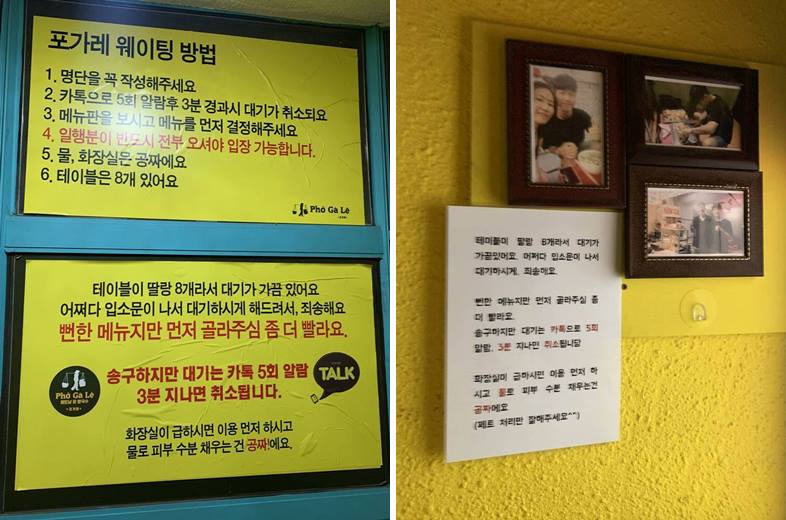 포가레 웨이팅 방법
1. 명단을 꼭 작성해주세요
2. 카톡으로 5회 알람후 3분 경과시 대기가 취소되요
3. 메뉴판을 보시고 메뉴를 먼저 결정해주세요
4. 일행분이 반드시 전부 오셔야 입장 가능합니다.
5. 물, 화장실은 공짜에요
6. 테이블은 8개 있어요
Phở Gà Lê
테이블이 딸랑 8개라서 대기가 가끔 있어요
어쩌다 입소문이 나서 대기하시게 해드려서, 죄송해요
뻔한 메뉴지만 먼저 골라주심 좀 더 빨라요.
Phở Gà Lê
송구하지만 대기는 카톡 5회 알람
3분 지나면 취소됩니다.
TALK
화장실이 급하시면 이용 먼저 하시고
물로 피부 수분 채우는 건 공짜!에요.
테이블이 딸랑 8개라서 대기가
가끔있어요. 어쩌다 입소문이 나서
대기하시게, 죄송해요.
뻔한 메뉴지만 먼저 골라주심 좀
더 빨라요.
송구하지만 대기는 카톡으로 5회
알람, 3분 지나면 취소됩니답
화장실이 급하시면 이용 먼저 하
시고 물로 피부 수분 채우는건
공짜에요
(페트 처리만 잘해주세요^^)